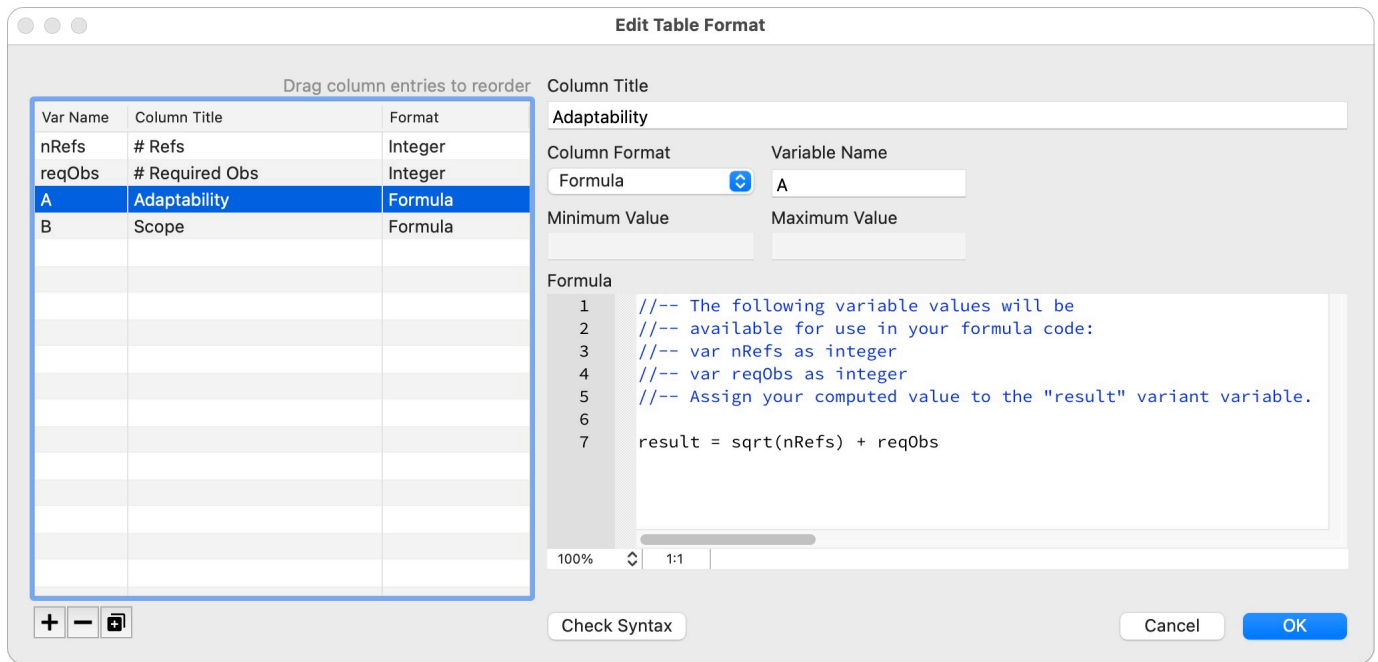 Edit Table Format
Drag column entries to reorder
Var Name Column Title Format
nRefs # Refs Integer
reqObs # Required Obs Integer
A Adaptability Formula
B Scope Formula
Column Title
Adaptability
Column Format Variable Name
Formula A
Minimum Value Maximum Value
Formula
1 //-- The following variable values will be
2 //-- available for use in your formula code:
3 //-- var nRefs as integer
4 //-- var reqObs as integer
5 //-- Assign your computed value to the "result" variant variable.
6
7 result = sqrt(nRefs) + reqObs
100% 1:1
Check Syntax Cancel OK